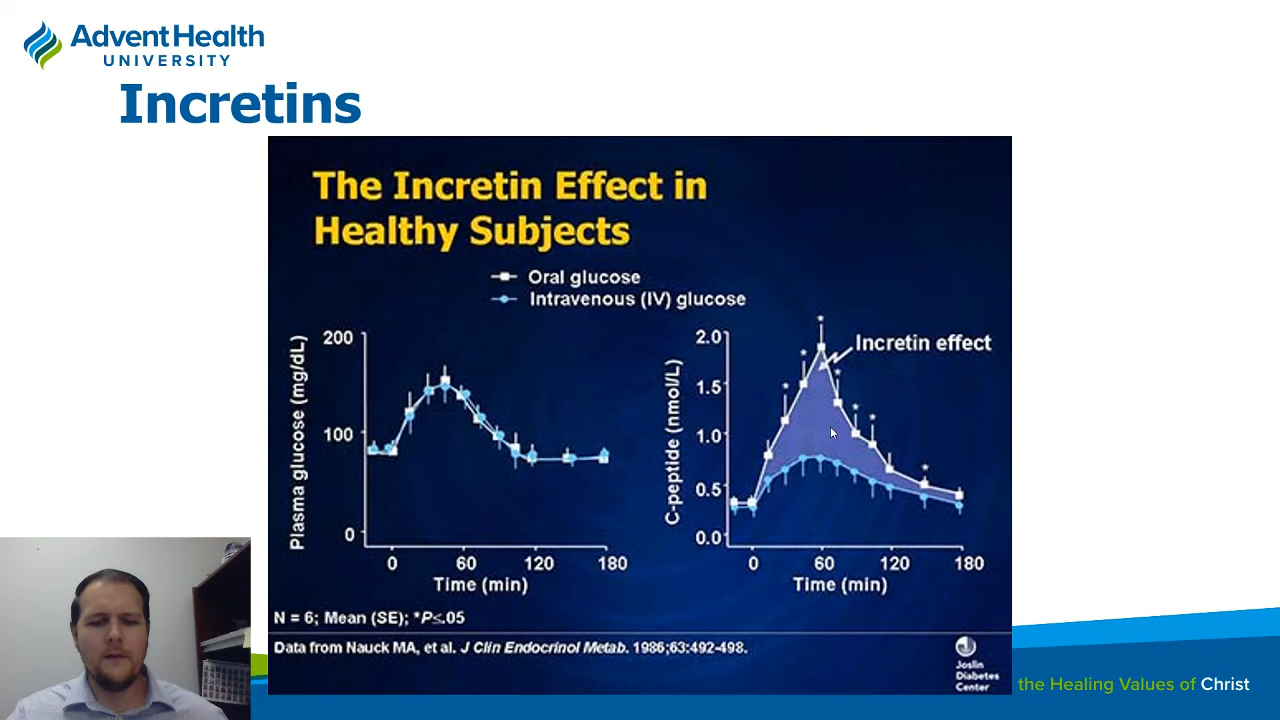 AdventHealth
UNIVERSITY
Incretins
The Incretin Effect in
Healthy Subjects
Oral glucose
Intravenous (IV) glucose
Plasma glucose (mg/dL)
200
100
0
0 60 120 180
Time (min)
C-peptide (nmol/L)
2.0
1.5
1.0
0.5
0.0
0 60 120 180
Time (min)
Incretin effect
* * * * * * *
N = 6; Mean (SE); *P≤.05
Data from Nauck MA, et al. J Clin Endocrinol Metab. 1986;63:492-498.
Joslin
Diabetes
Center
the Healing Values of Christ